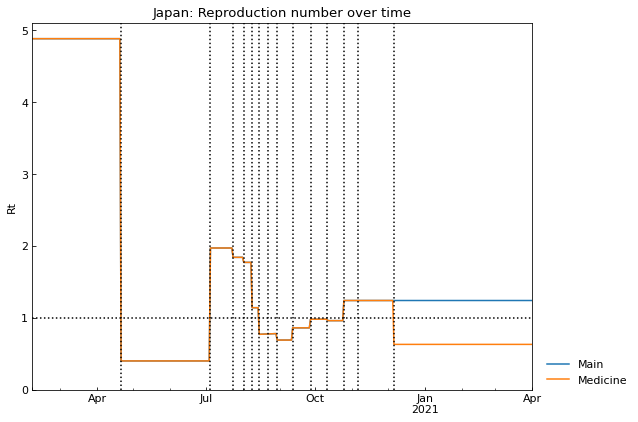 Japan: Reproduction number over time
5
4
3
2
1
0
Rt
Apr
Jul
Oct
Jan
2021
Apr
Main
Medicine